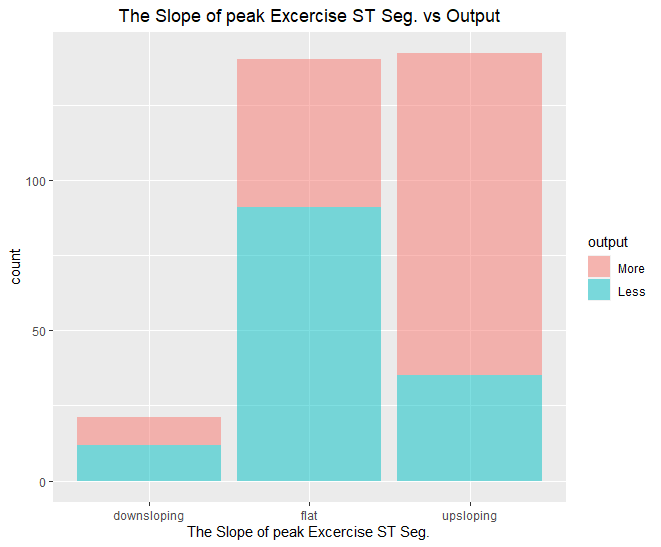 The Slope of peak Excercise ST Seg. vs Output
count
100
50
0
downsloping
flat
upsloping
The Slope of peak Excercise ST Seg.
output
More
Less